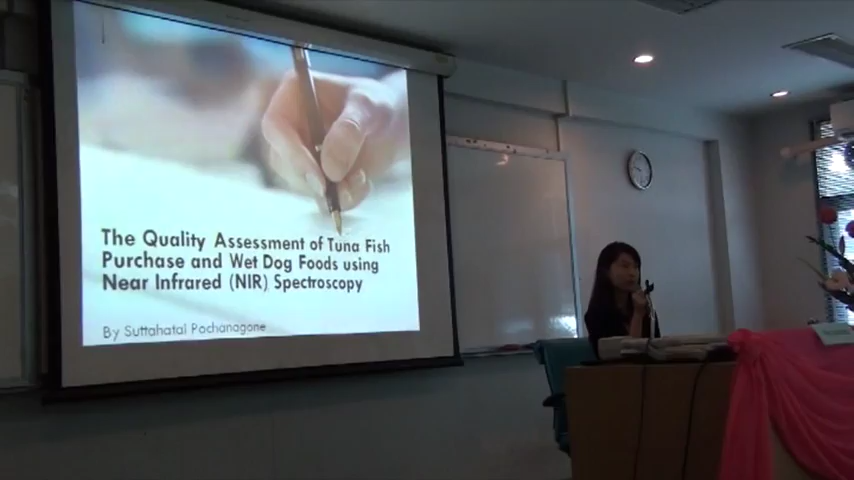 The Quality Assessment of Tuna Fish
Purchase and Wet Dog Foods using
Near Infrared (NIR) Spectroscopy
By Suttahatai Pochanagone